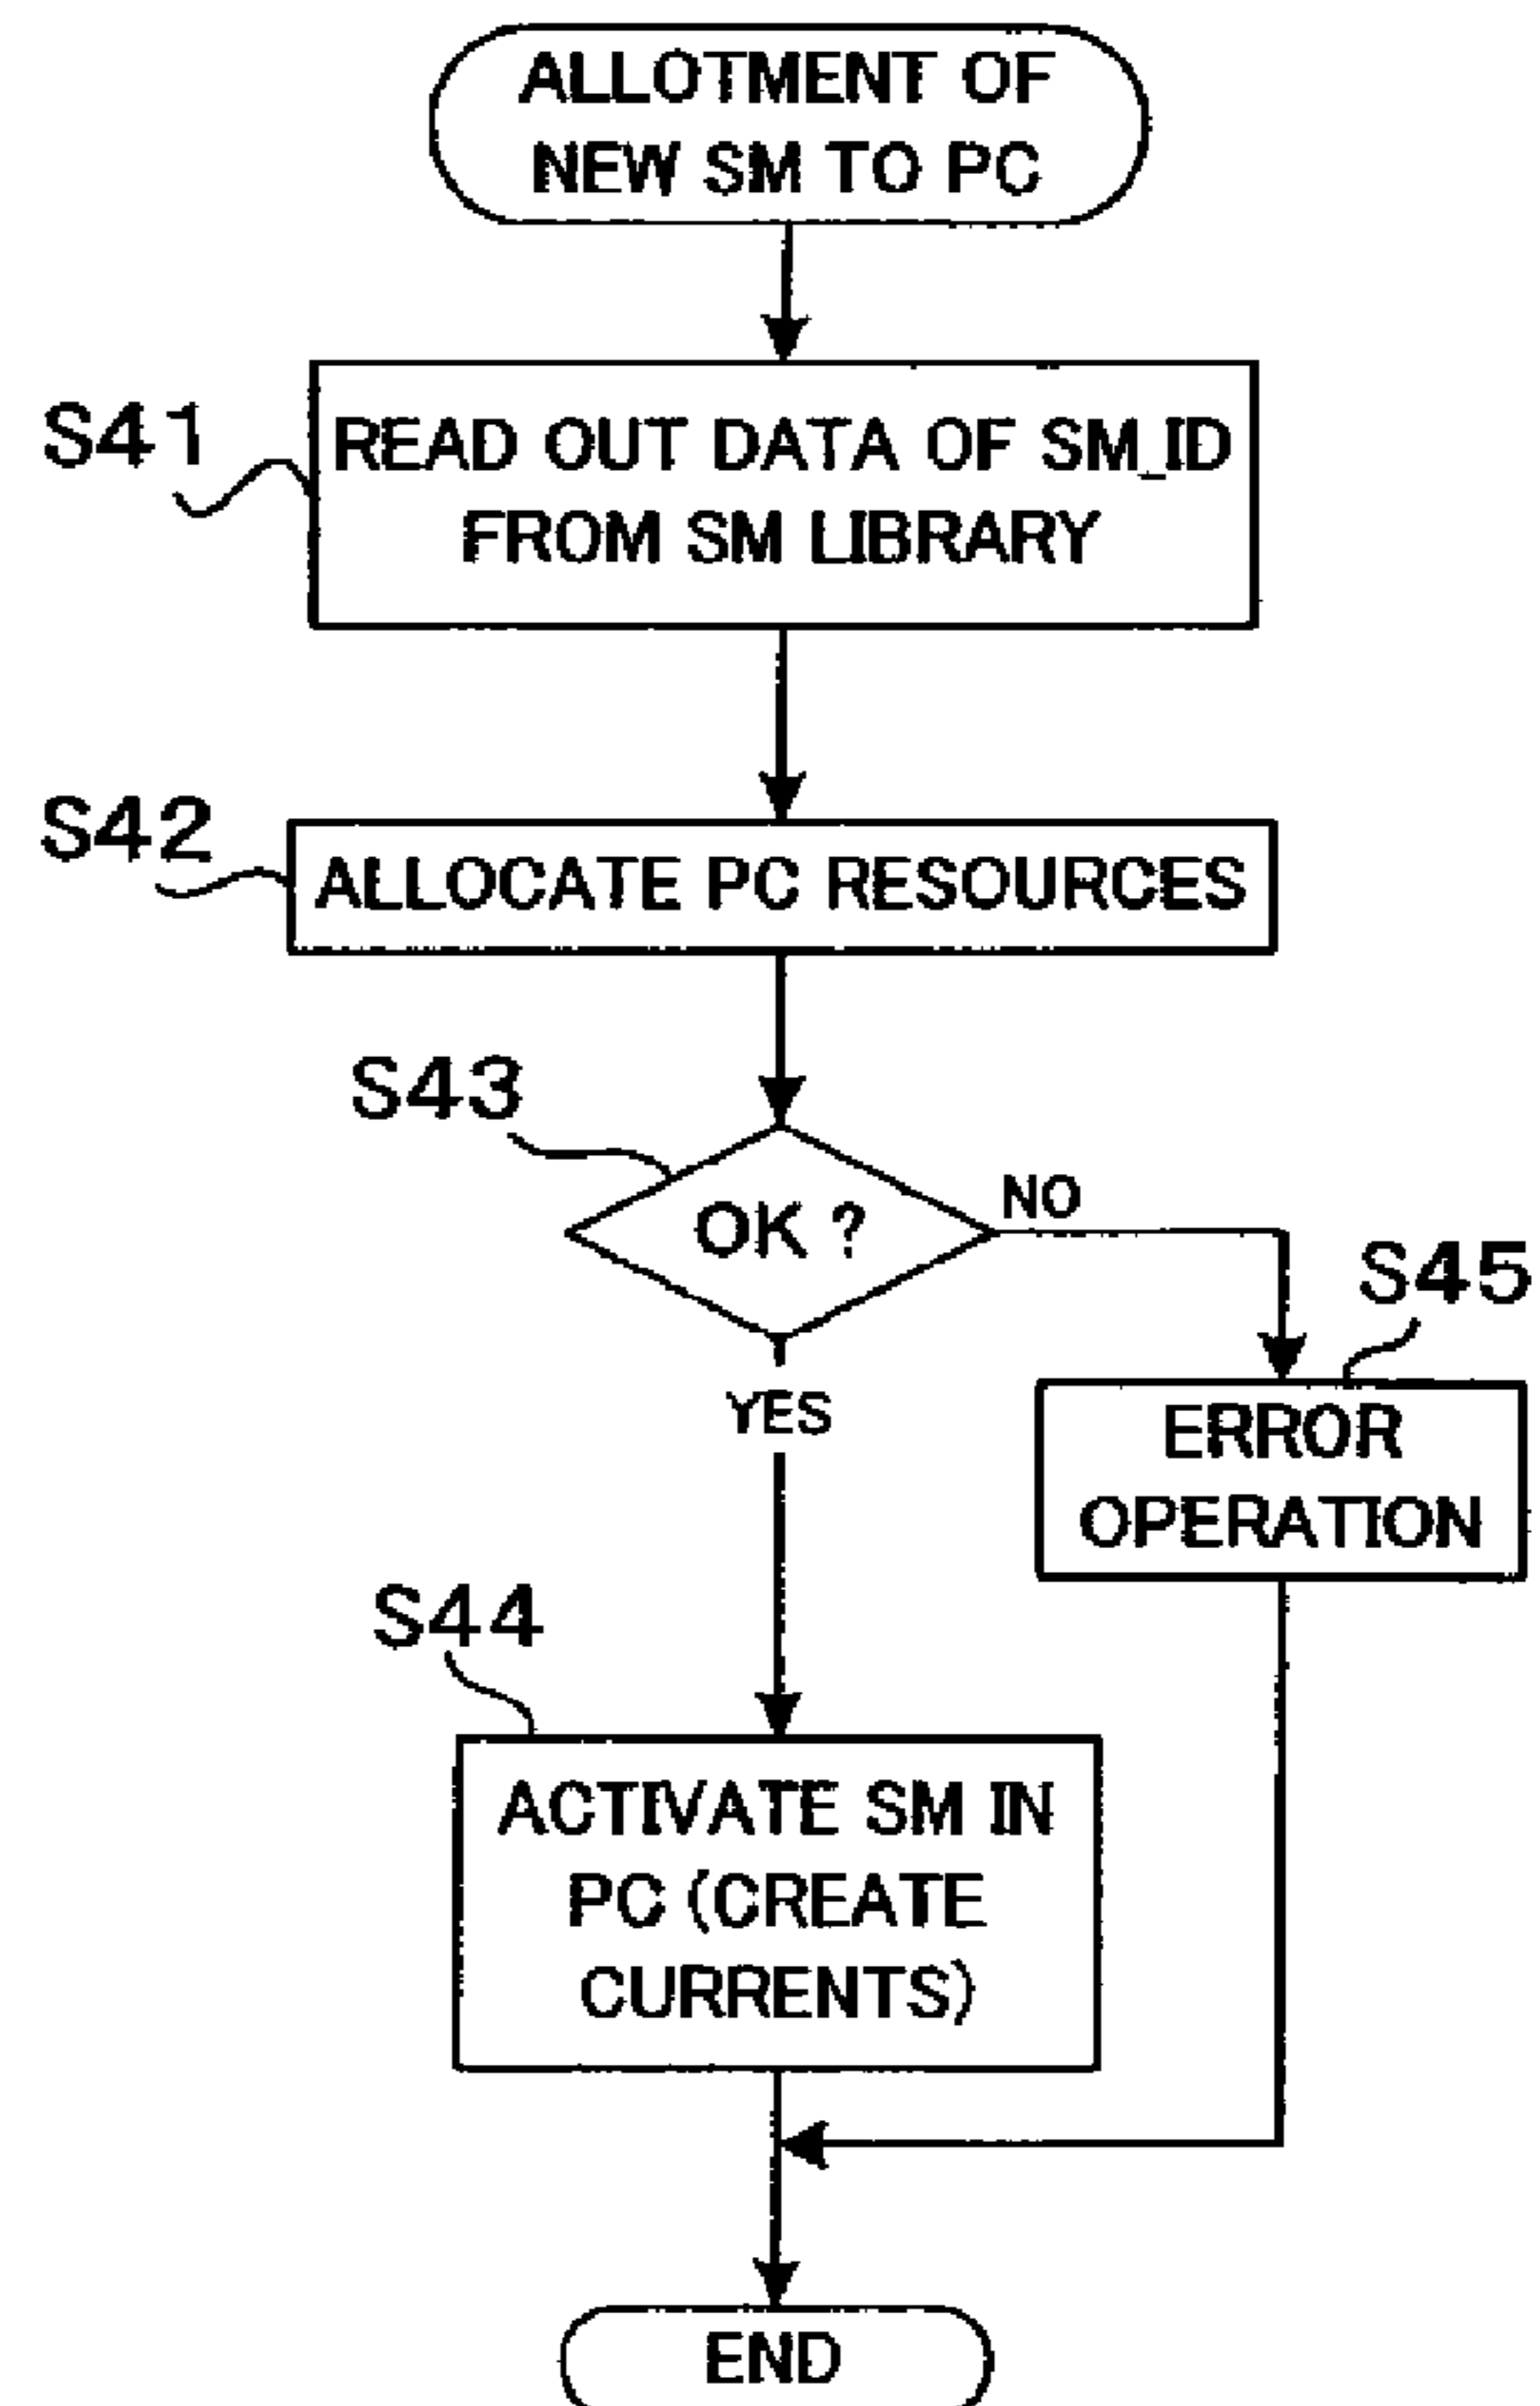 ALLOTMENT OF
NEW SM TO PC
S41
READ OUT DATA OF SM_ID
FROM SM LIBRARY
S42
ALLOCATE PC RESOURCES
S43
OK ?
NO
S45
YES
ERROR
OPERATION
S44
ACTIVATE SM IN
PC (CREATE
CURRENTS)
END